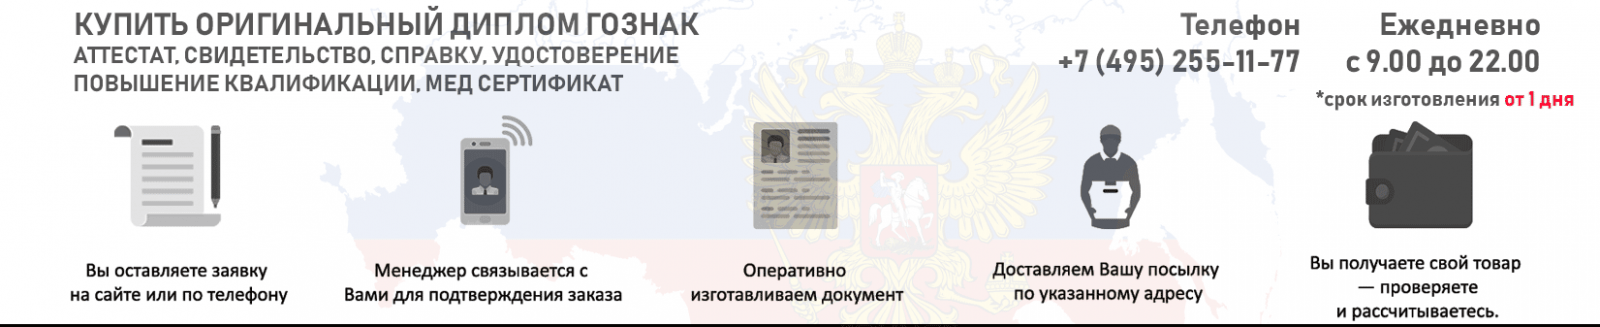 КУПИТЬ ОРИГИНАЛЬНЫЙ ДИПЛОМ ГОЗНАК
АТТЕСТАТ, СВИДЕТЕЛЬСТВО, СПРАВКУ, УДОСТОВЕРЕНИЕ
ПОВЫШЕНИЕ КВАЛИФИКАЦИИ, МЕД СЕРТИФИКАТ
Телефон
+7 (495) 255-11-77
Ежедневно
с 9.00 до 22.00
*срок изготовления от 1 дня
Вы оставляете заявку
на сайте или по телефону
Менеджер связывается с
Вами для подтверждения заказа
Оперативно
изготавливаем документ
Доставляем Вашу посылку
по указанному адресу
Вы получаете свой товар
— проверяете
и рассчитываетесь.